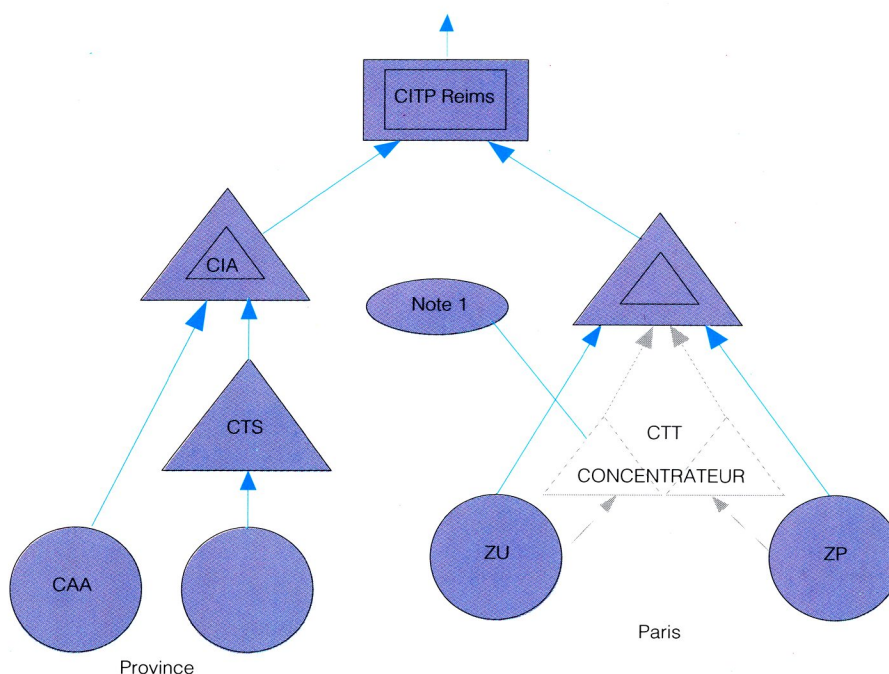 CITP Reims
CIA
Note 1
CTS
CTT
CONCENTRATEUR
CAA
ZU
ZP
Province
Paris